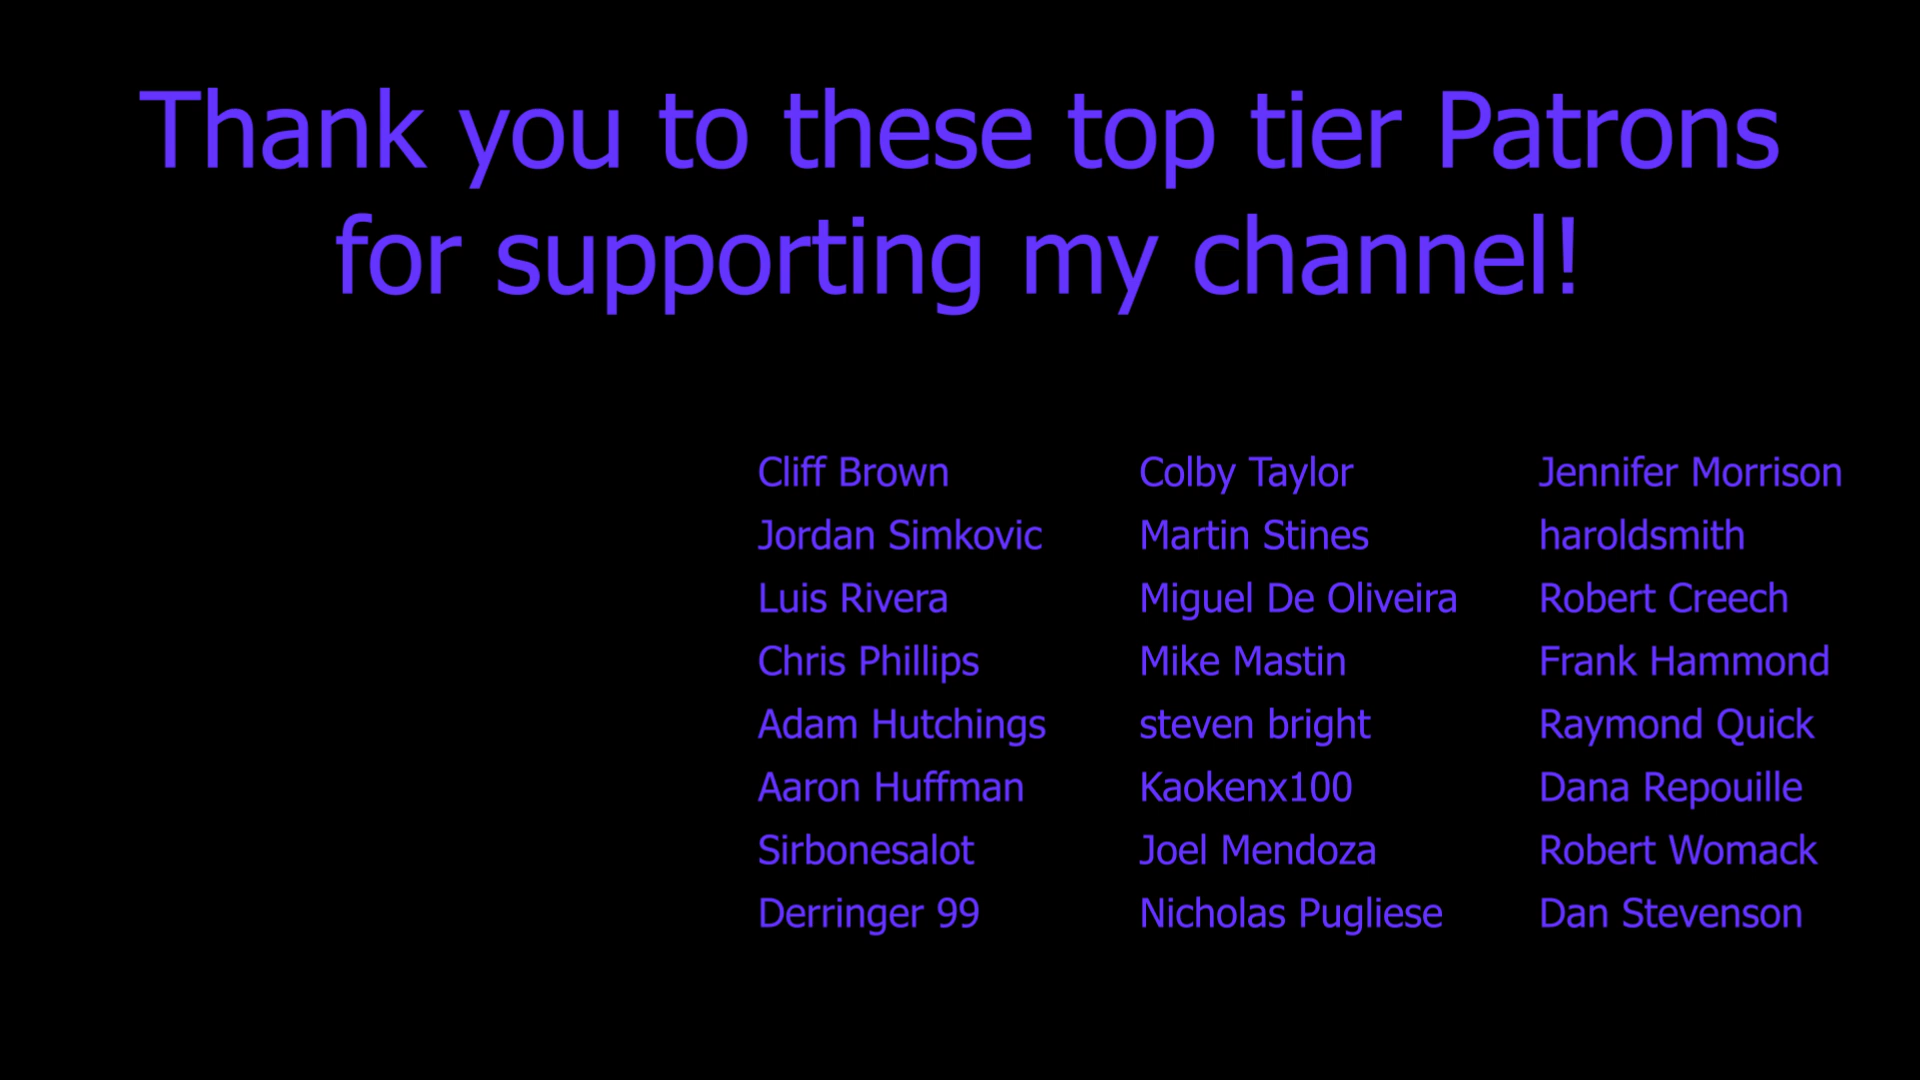 Thank you to these top tier Patrons
for supporting my channel!
Cliff Brown
Jordan Simkovic
Luis Rivera
Chris Phillips
Adam Hutchings
Aaron Huffman
Sirbonesalot
Derringer 99
Colby Taylor
Martin Stines
Miguel De Oliveira
Mike Mastin
steven bright
Kaokenx100
Joel Mendoza
Nicholas Pugliese
Jennifer Morrison
haroldsmith
Robert Creech
Frank Hammond
Raymond Quick
Dana Repouille
Robert Womack
Dan Stevenson